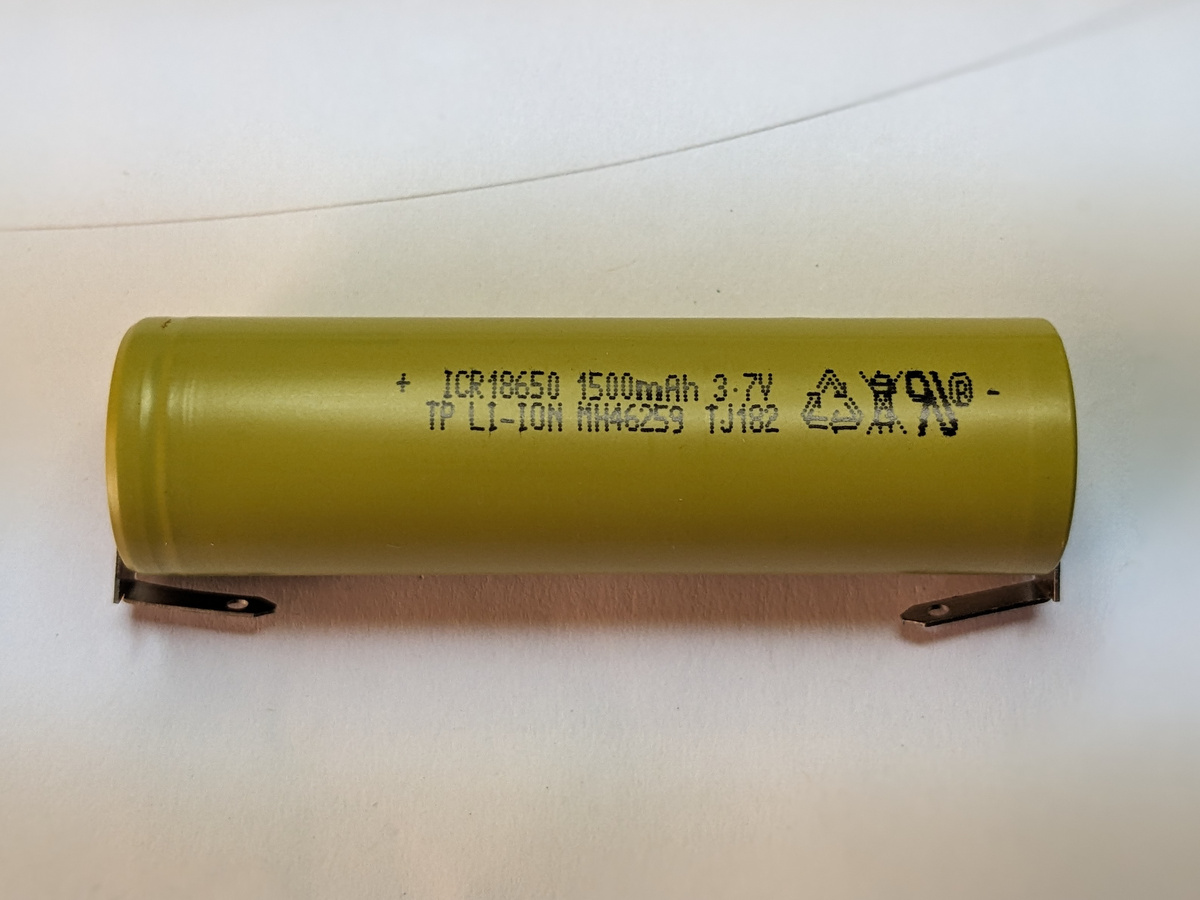 + ICR18650 1500mAh 3.7V -
TP LI-ION MH46259 TJ182